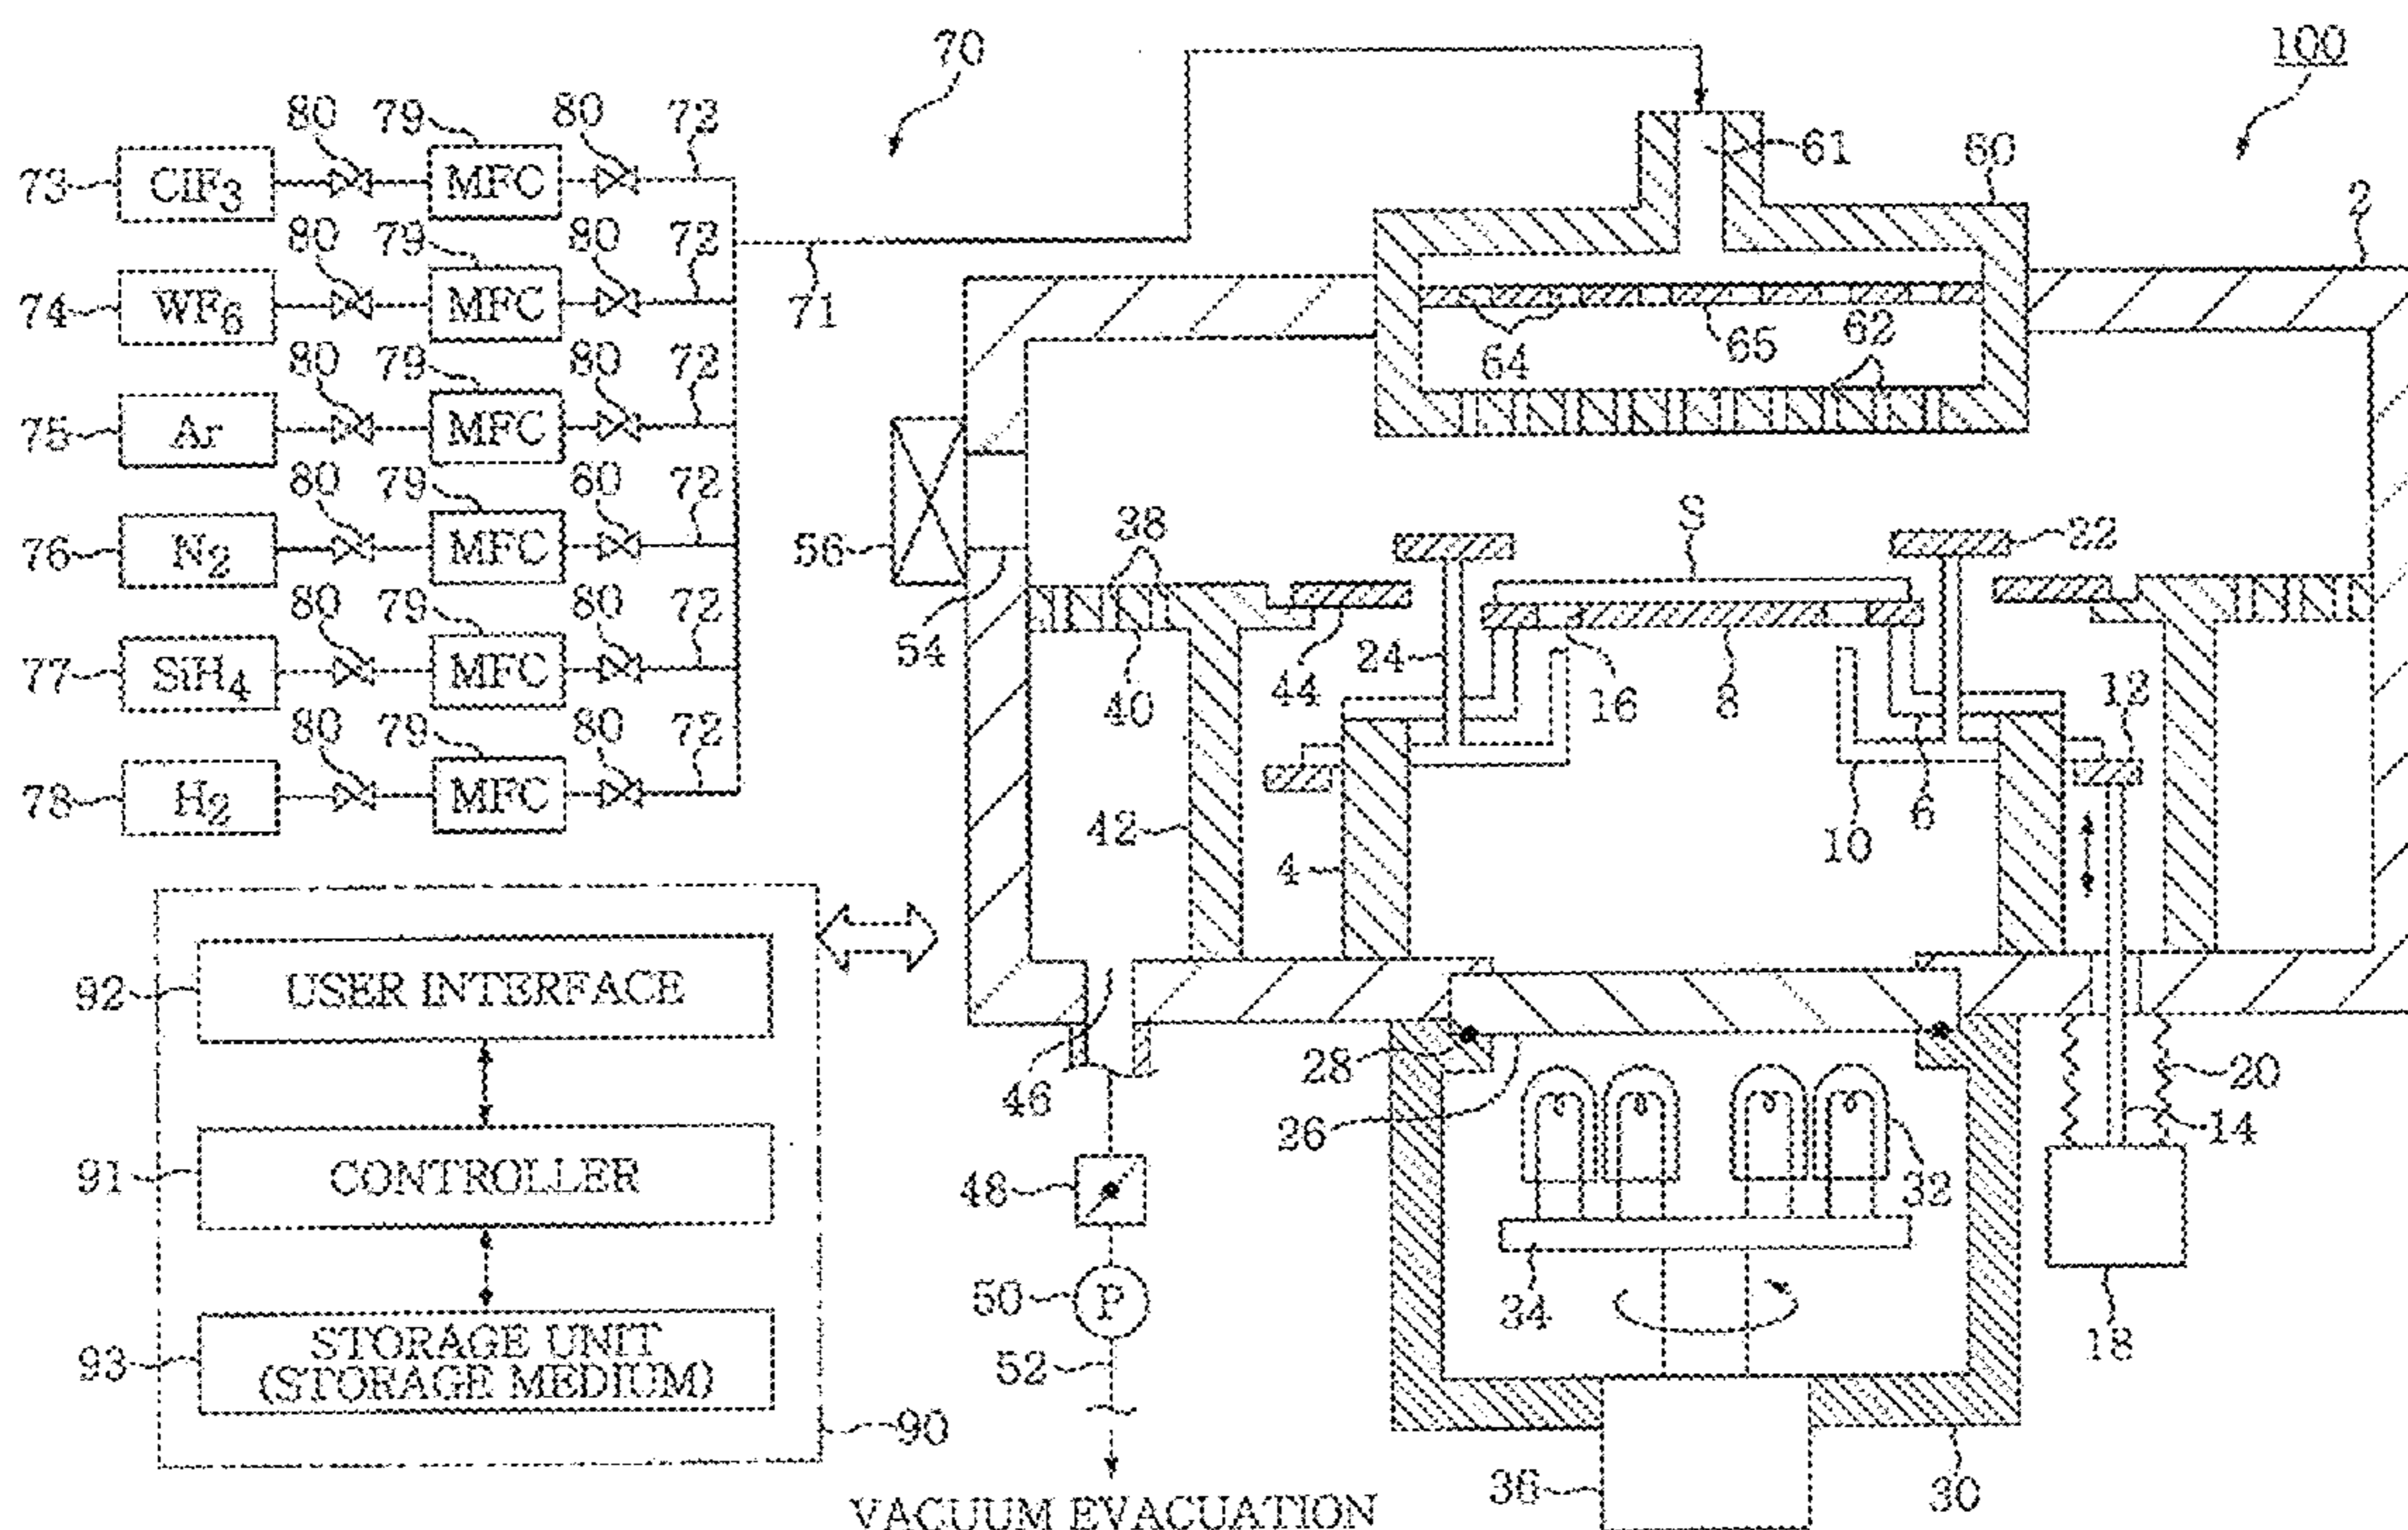 70
100
80 79 80 72
73 ClF3 MFC
61 60
2
80 79 80 72
74 WF6 MFC
71
64 65 62
80 79 80 72
75 Ar MFC
80 79 80 72
76 N2 MFC
56 38 S 22
54
80 79 80 72
77 SiH4 MFC
40 44 24 16 8 12
80 79 80 72
78 H2 MFC
42 4 10 6
92 USER INTERFACE
46 28 26 20
14
91 CONTROLLER
48 32
50 P 34
18
93 STORAGE UNIT
(STORAGE MEDIUM)
52
90
36 30
VACUUM EVACUATION